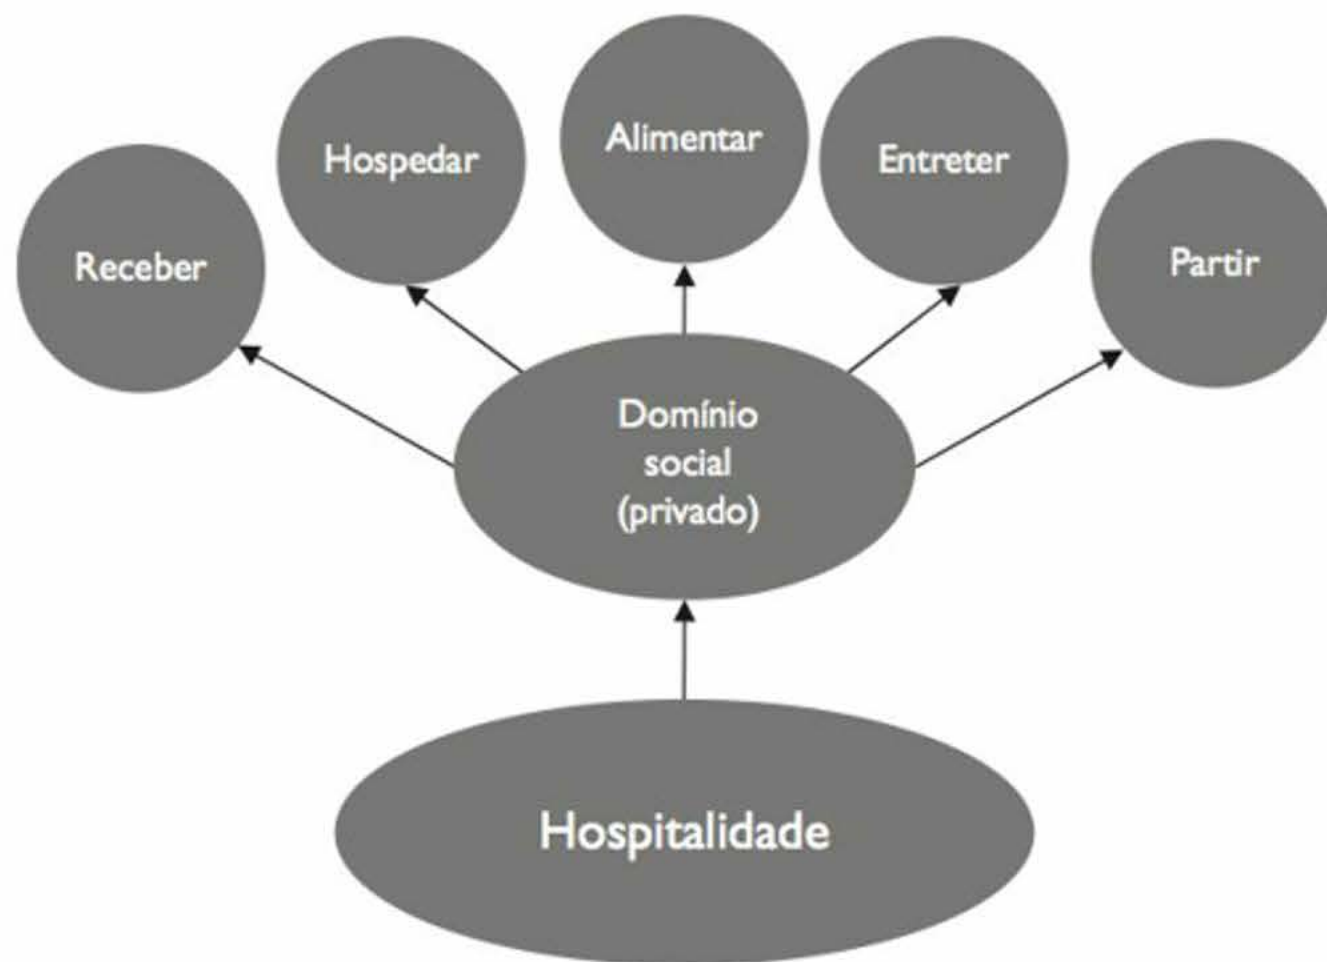 Receber
Hospedar
Alimentar
Entreter
Partir
Domínio
social
(privado)
Hospitalidade